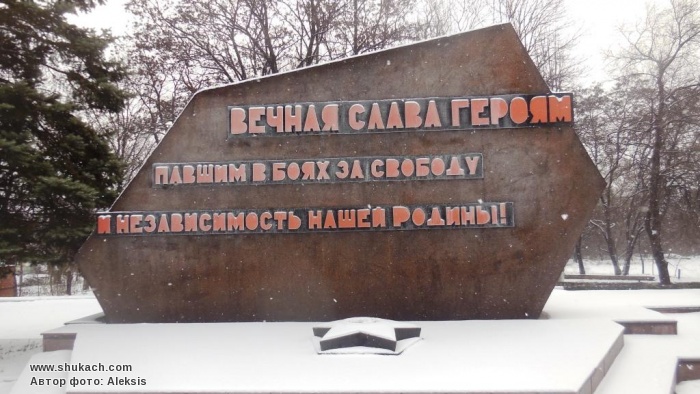 ВЕЧНАЯ СЛАВА ГЕРОЯМ
ПАВШИМ В БОЯХ ЗА СВОБОДУ
И НЕЗАВИСИМОСТЬ НАШЕЙ РОДИНЫ!
www.shukach.com
Автор фото: Aleksis